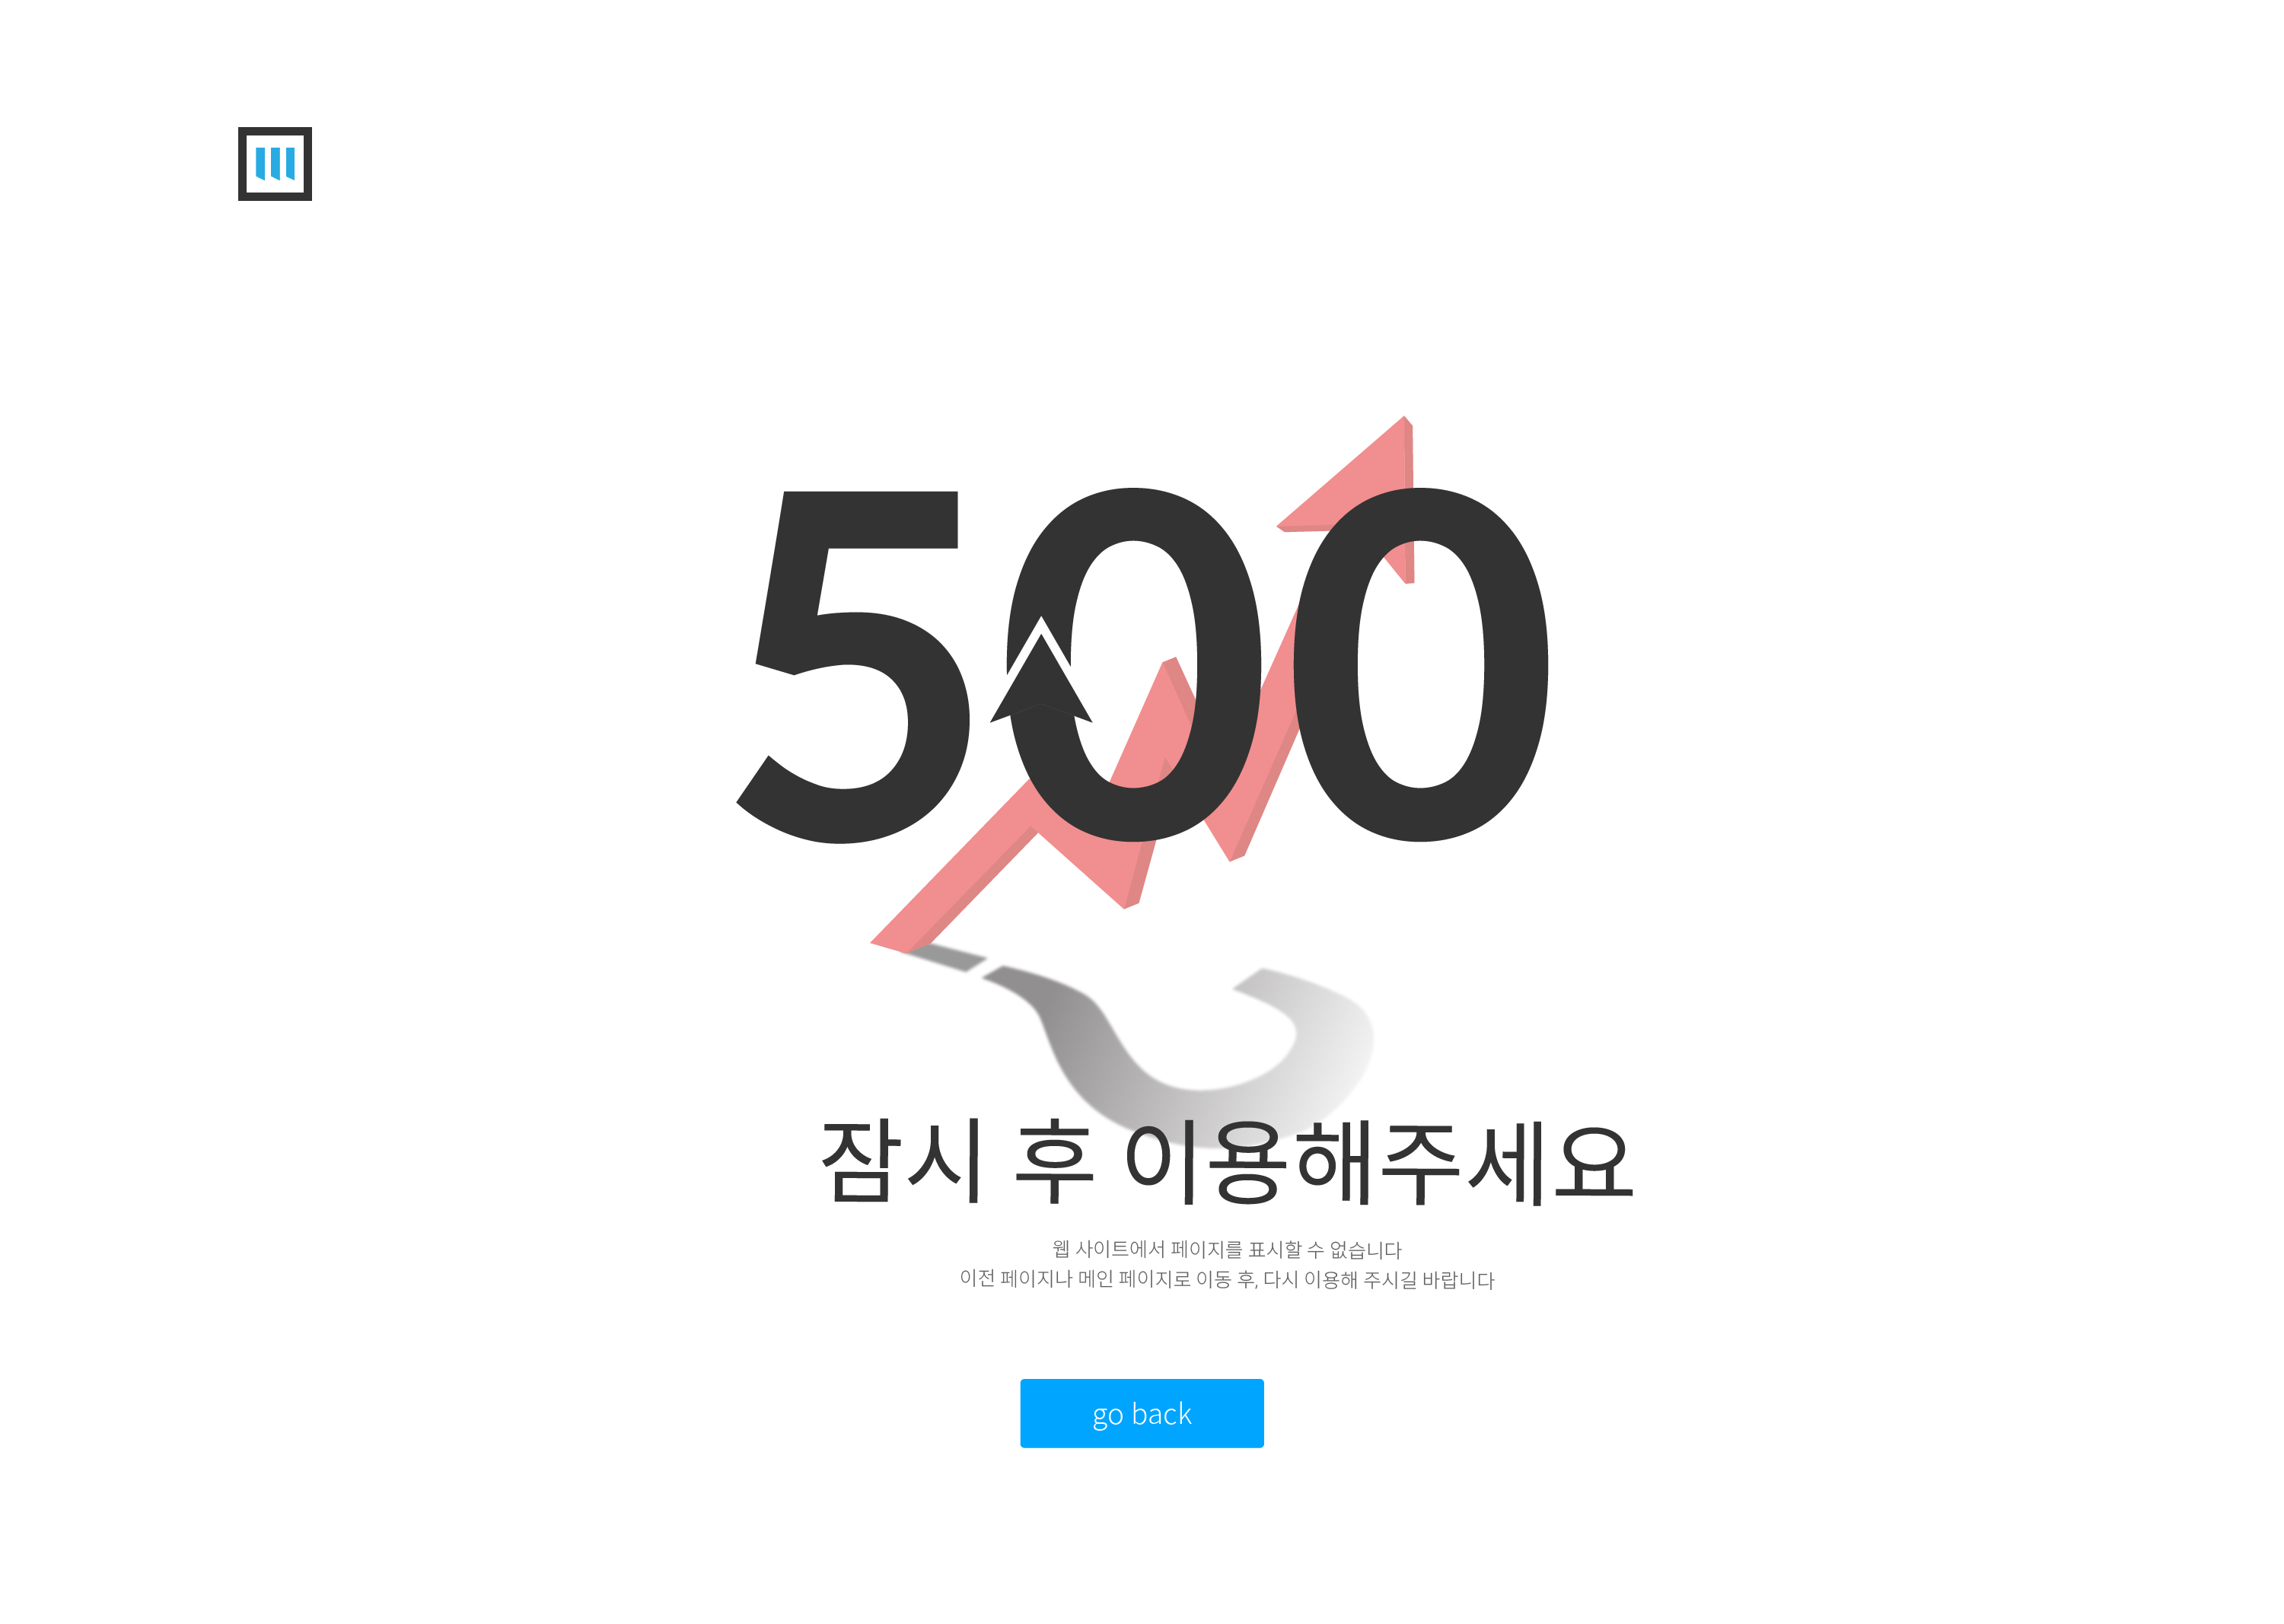 500
잠시 후 이용해주세요
웹 사이트에서 페이지를 표시할 수 없습니다
이전 페이지나 메인 페이지로 이동 후, 다시 이용해 주시길 바랍니다
go back